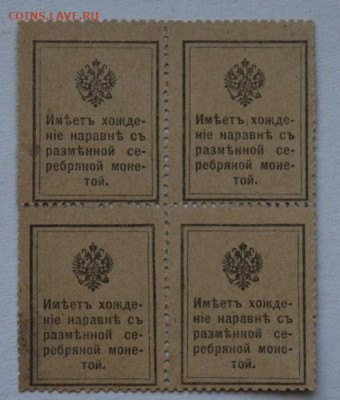 COINS.LAVE.RU
Имѣетъ хожде-
ніе наравнѣ съ
размѣнной се-
ребряной моне-
той.
Имѣетъ хожде-
ніе наравнѣ съ
размѣнной се-
ребряной моне-
той.
Имѣетъ хожде-
ніе наравнѣ съ
размѣнной се-
ребряной моне-
той.
Имѣетъ хожде-
ніе наравнѣ съ
размѣнной се-
ребряной моне-
той.